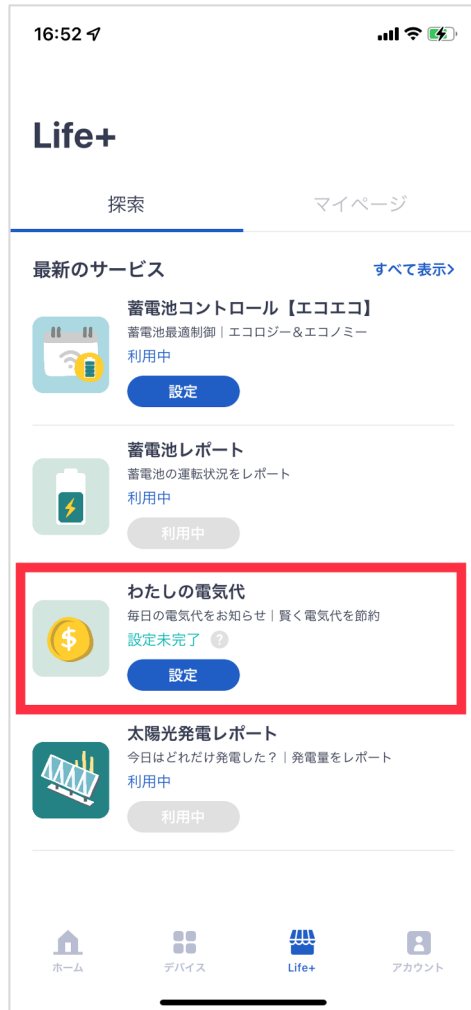 16:52
Life+
探索
マイページ
最新のサービス
すべて表示>
蓄電池コントロール【エコエコ】
蓄電池最適制御｜エコロジー＆エコノミー
利用中
設定
蓄電池レポート
蓄電池の運転状況をレポート
利用中
利用中
わたしの電気代
毎日の電気代をお知らせ｜賢く電気代を節約
設定未完了 ?
設定
太陽光発電レポート
今日はどれだけ発電した？｜発電量をレポート
利用中
利用中
ホーム
デバイス
Life+
アカウント